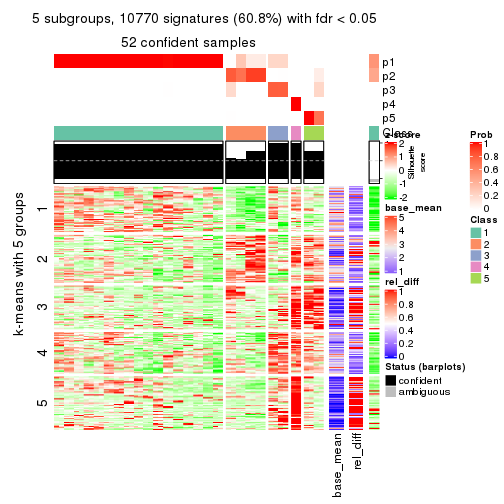 5 subgroups, 10770 signatures (60.8%) with fdr < 0.05
52 confident samples
p1
p2
p3
p4
p5
Class
z-score
2
1
0
-1
-2
Silhouette
score
Prob
1
0.8
0.6
0.4
0.2
0
Class
1
2
3
4
5
base_mean
5
4
3
2
1
rel_diff
1
0.8
0.6
0.4
0.2
0
Status (barplots)
confident
ambiguous
k-means with 5 groups
1
2
3
4
5
base_mean
rel_diff